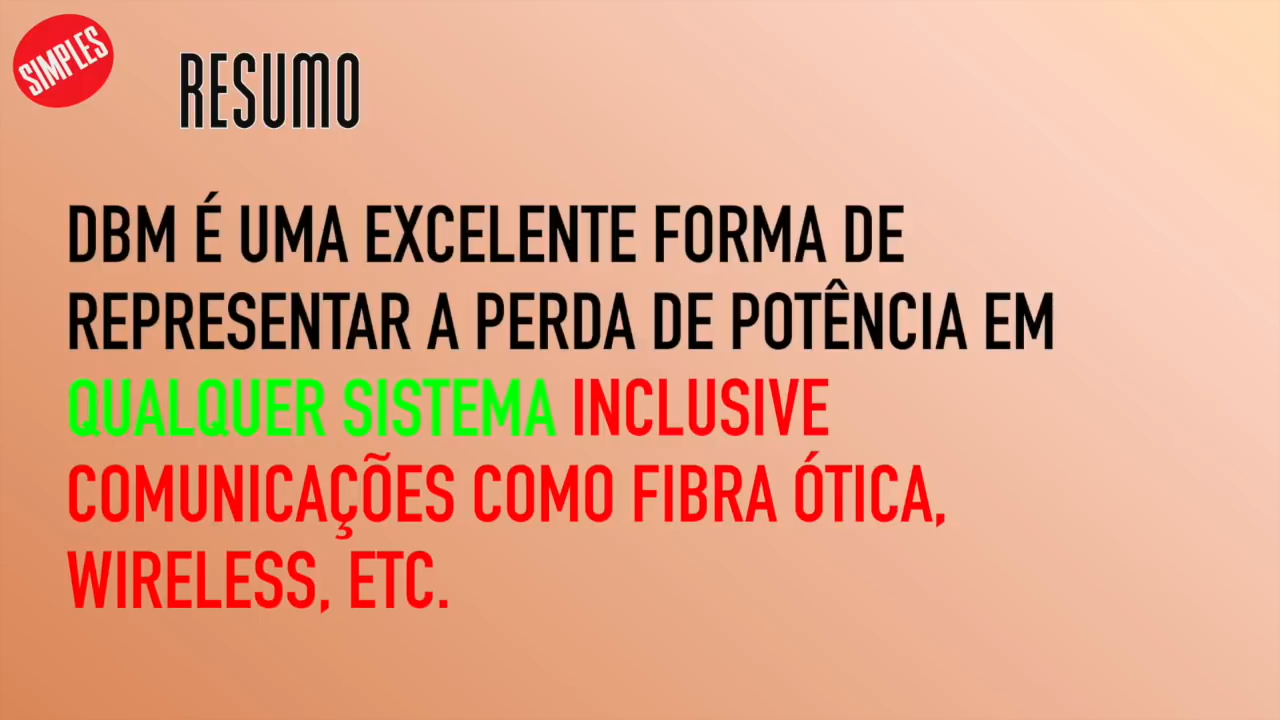 SIMPLES
RESUMO
DBM É UMA EXCELENTE FORMA DE
REPRESENTAR A PERDA DE POTÊNCIA EM
QUALQUER SISTEMA INCLUSIVE
COMUNICAÇÕES COMO FIBRA ÓTICA,
WIRELESS, ETC.